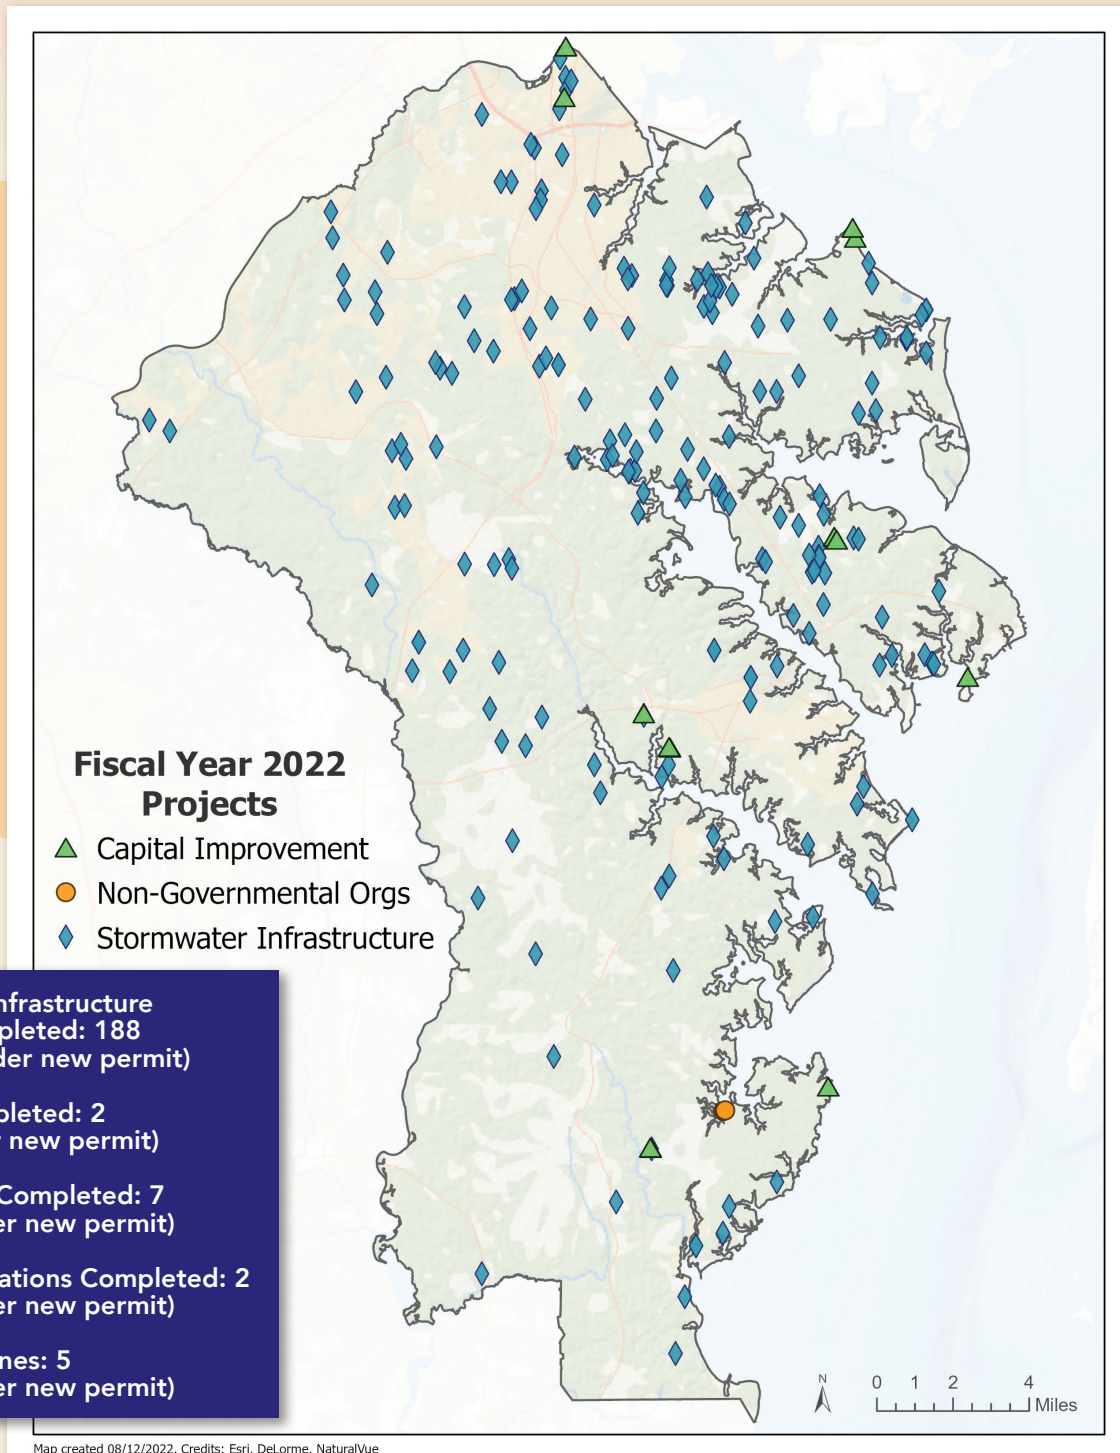 Fiscal Year 2022
Projects
Capital Improvement
Non-Governmental Orgs
Stormwater Infrastructure
nfrastructure
pleted: 188
der new permit)
pleted: 2
r new permit)
Completed: 7
er new permit)
ations Completed: 2
er new permit)
nes: 5
er new permit)
N
0 1 2 4
Miles
Map created 08/12/2022. Credits: Esri, DeLorme, NaturalVue